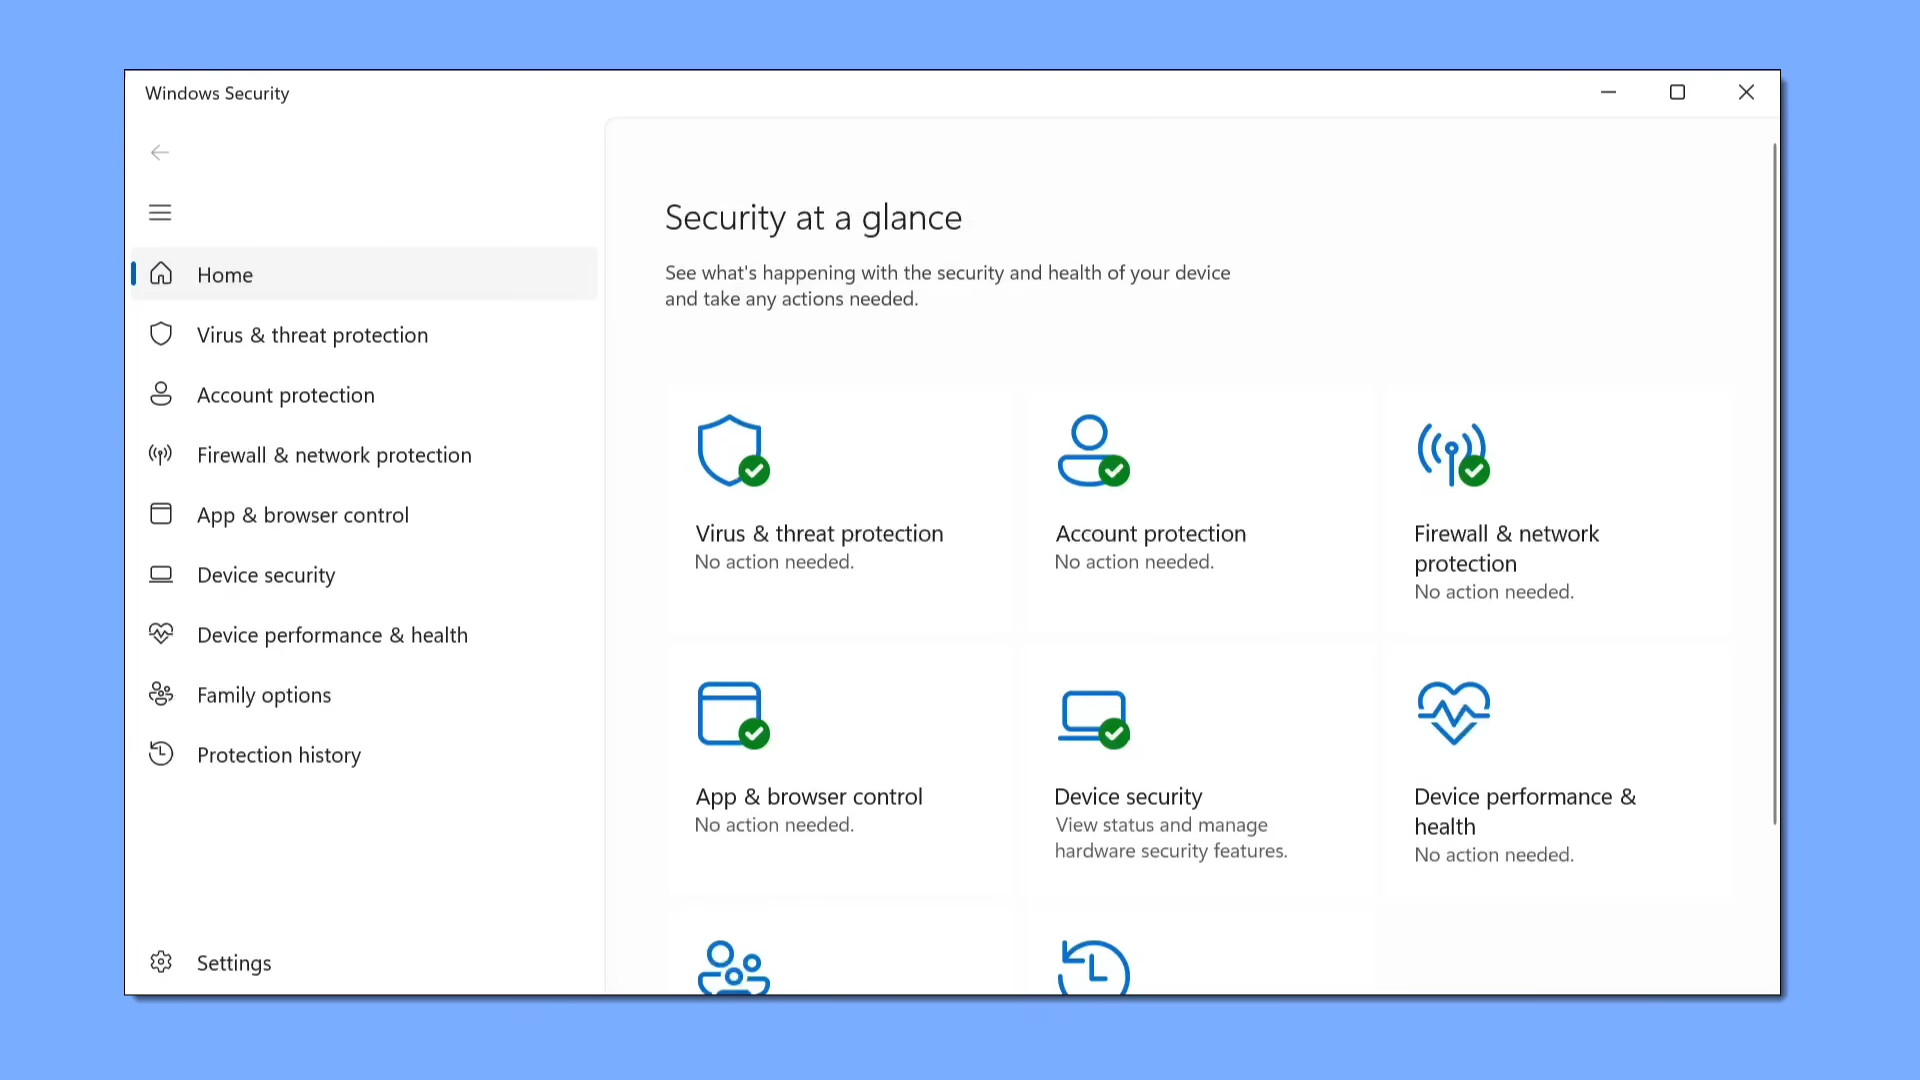 Windows Security
Home
Virus & threat protection
Account protection
Firewall & network protection
App & browser control
Device security
Device performance & health
Family options
Protection history
Settings
Security at a glance
See what's happening with the security and health of your device
and take any actions needed.
Virus & threat protection
No action needed.
Account protection
No action needed.
Firewall & network
protection
No action needed.
App & browser control
No action needed.
Device security
View status and manage
hardware security features.
Device performance &
health
No action needed.